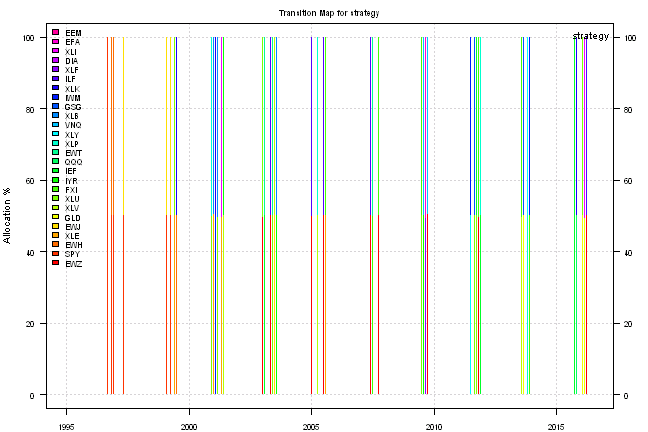 Transition Map for strategy
strategy
Allocation %
100
80
60
40
20
0
EEM
EFA
XLI
DIA
XLF
ILF
XLK
IWM
GSG
XLB
VNQ
XLY
XLP
EWT
QQQ
IEF
IYR
FXI
XLU
XLV
GLD
EWJ
XLE
EWH
SPY
EWZ
100
80
60
40
20
0
1995
2000
2005
2010
2015